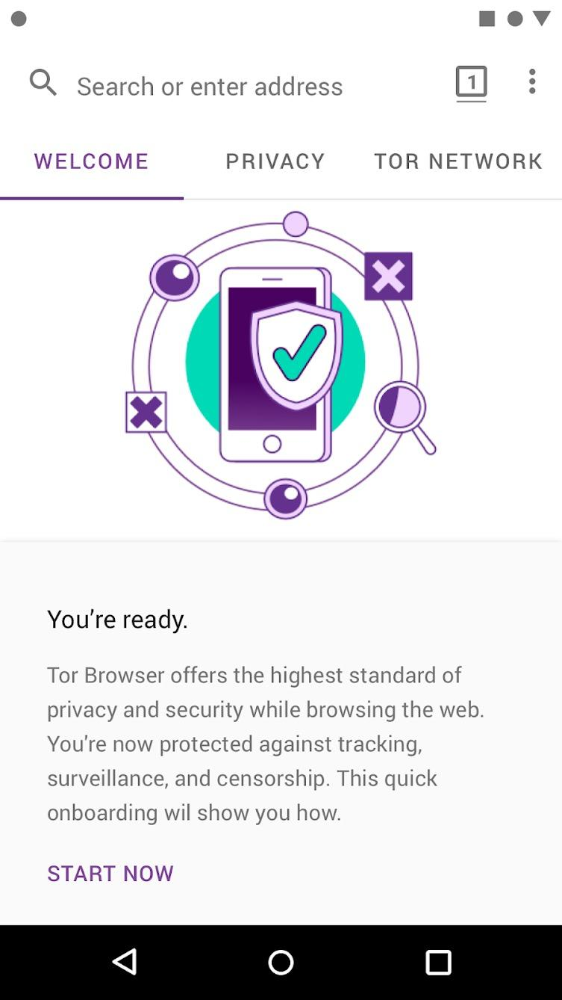 Search or enter address
1
WELCOME
PRIVACY
TOR NETWORK
You're ready.
Tor Browser offers the highest standard of
privacy and security while browsing the web.
You're now protected against tracking,
surveillance, and censorship. This quick
onboarding wil show you how.
START NOW